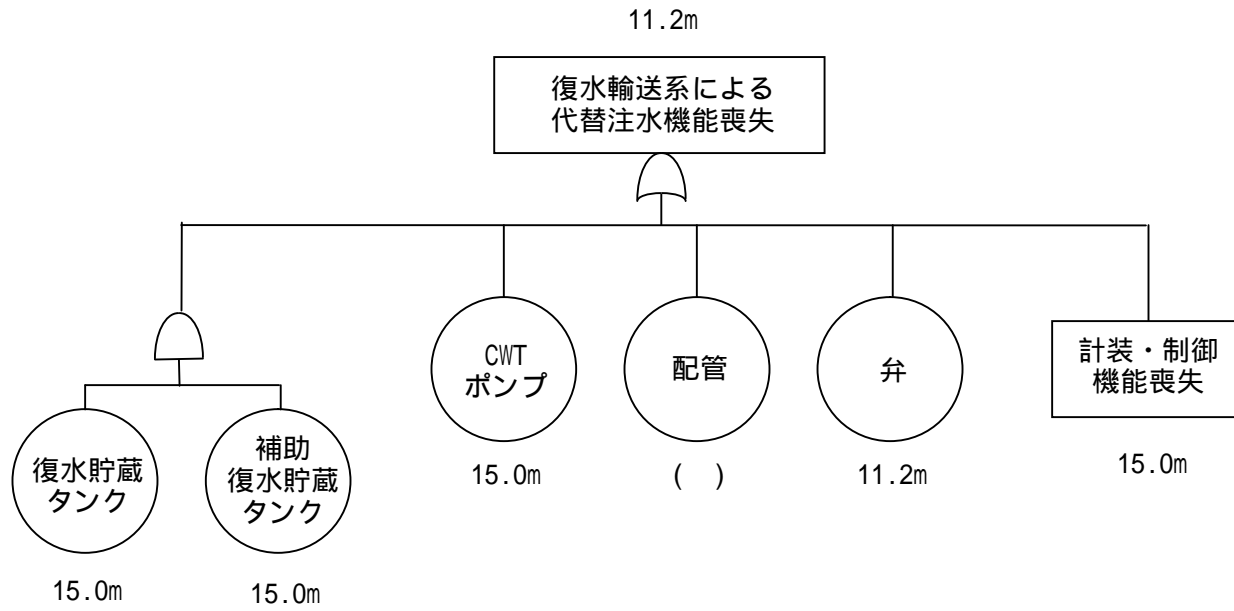 11.2m
復水輸送系による
代替注水機能喪失
CWT
ポンプ
配管
弁
計装・制御
機能喪失
15.0m
(　)
11.2m
15.0m
復水貯蔵
タンク
補助
復水貯蔵
タンク
15.0m
15.0m